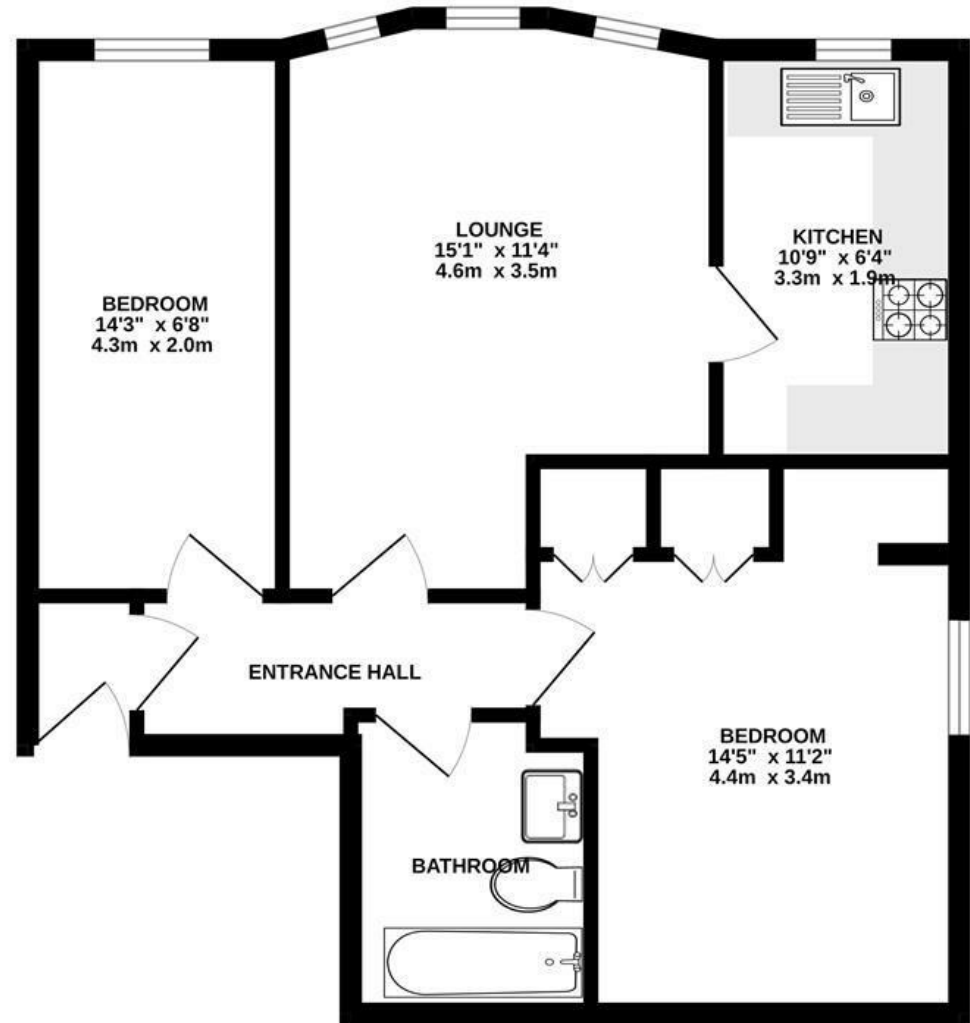 LOUNGE
15'1" x 11'4"
4.6m x 3.5m
KITCHEN
10'9" x 6'4"
3.3m x 1.9m
BEDROOM
14'3" x 6'8"
4.3m x 2.0m
ENTRANCE HALL
BEDROOM
14'5" x 11'2"
4.4m x 3.4m
BATHROOM